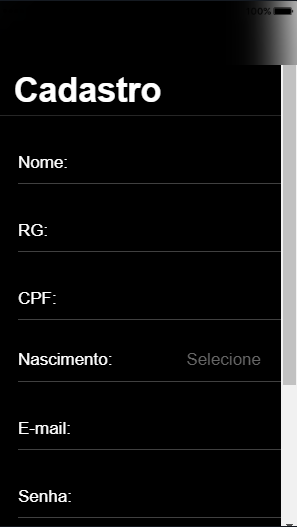 100%
Cadastro
Nome:
RG:
CPF:
Nascimento: Selecione
E-mail:
Senha: